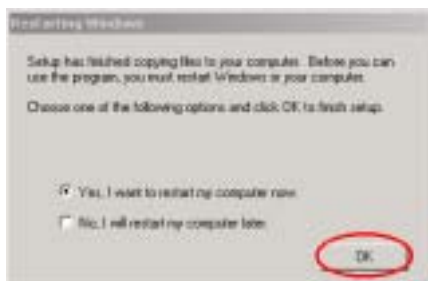 Restarting Windows
Setup has finished copying files to your computer. Before you can
use the program, you must restart Windows or your computer.
Choose one of the following options and click OK to finish setup.
Yes, I want to restart my computer now.
No, I will restart my computer later.
OK